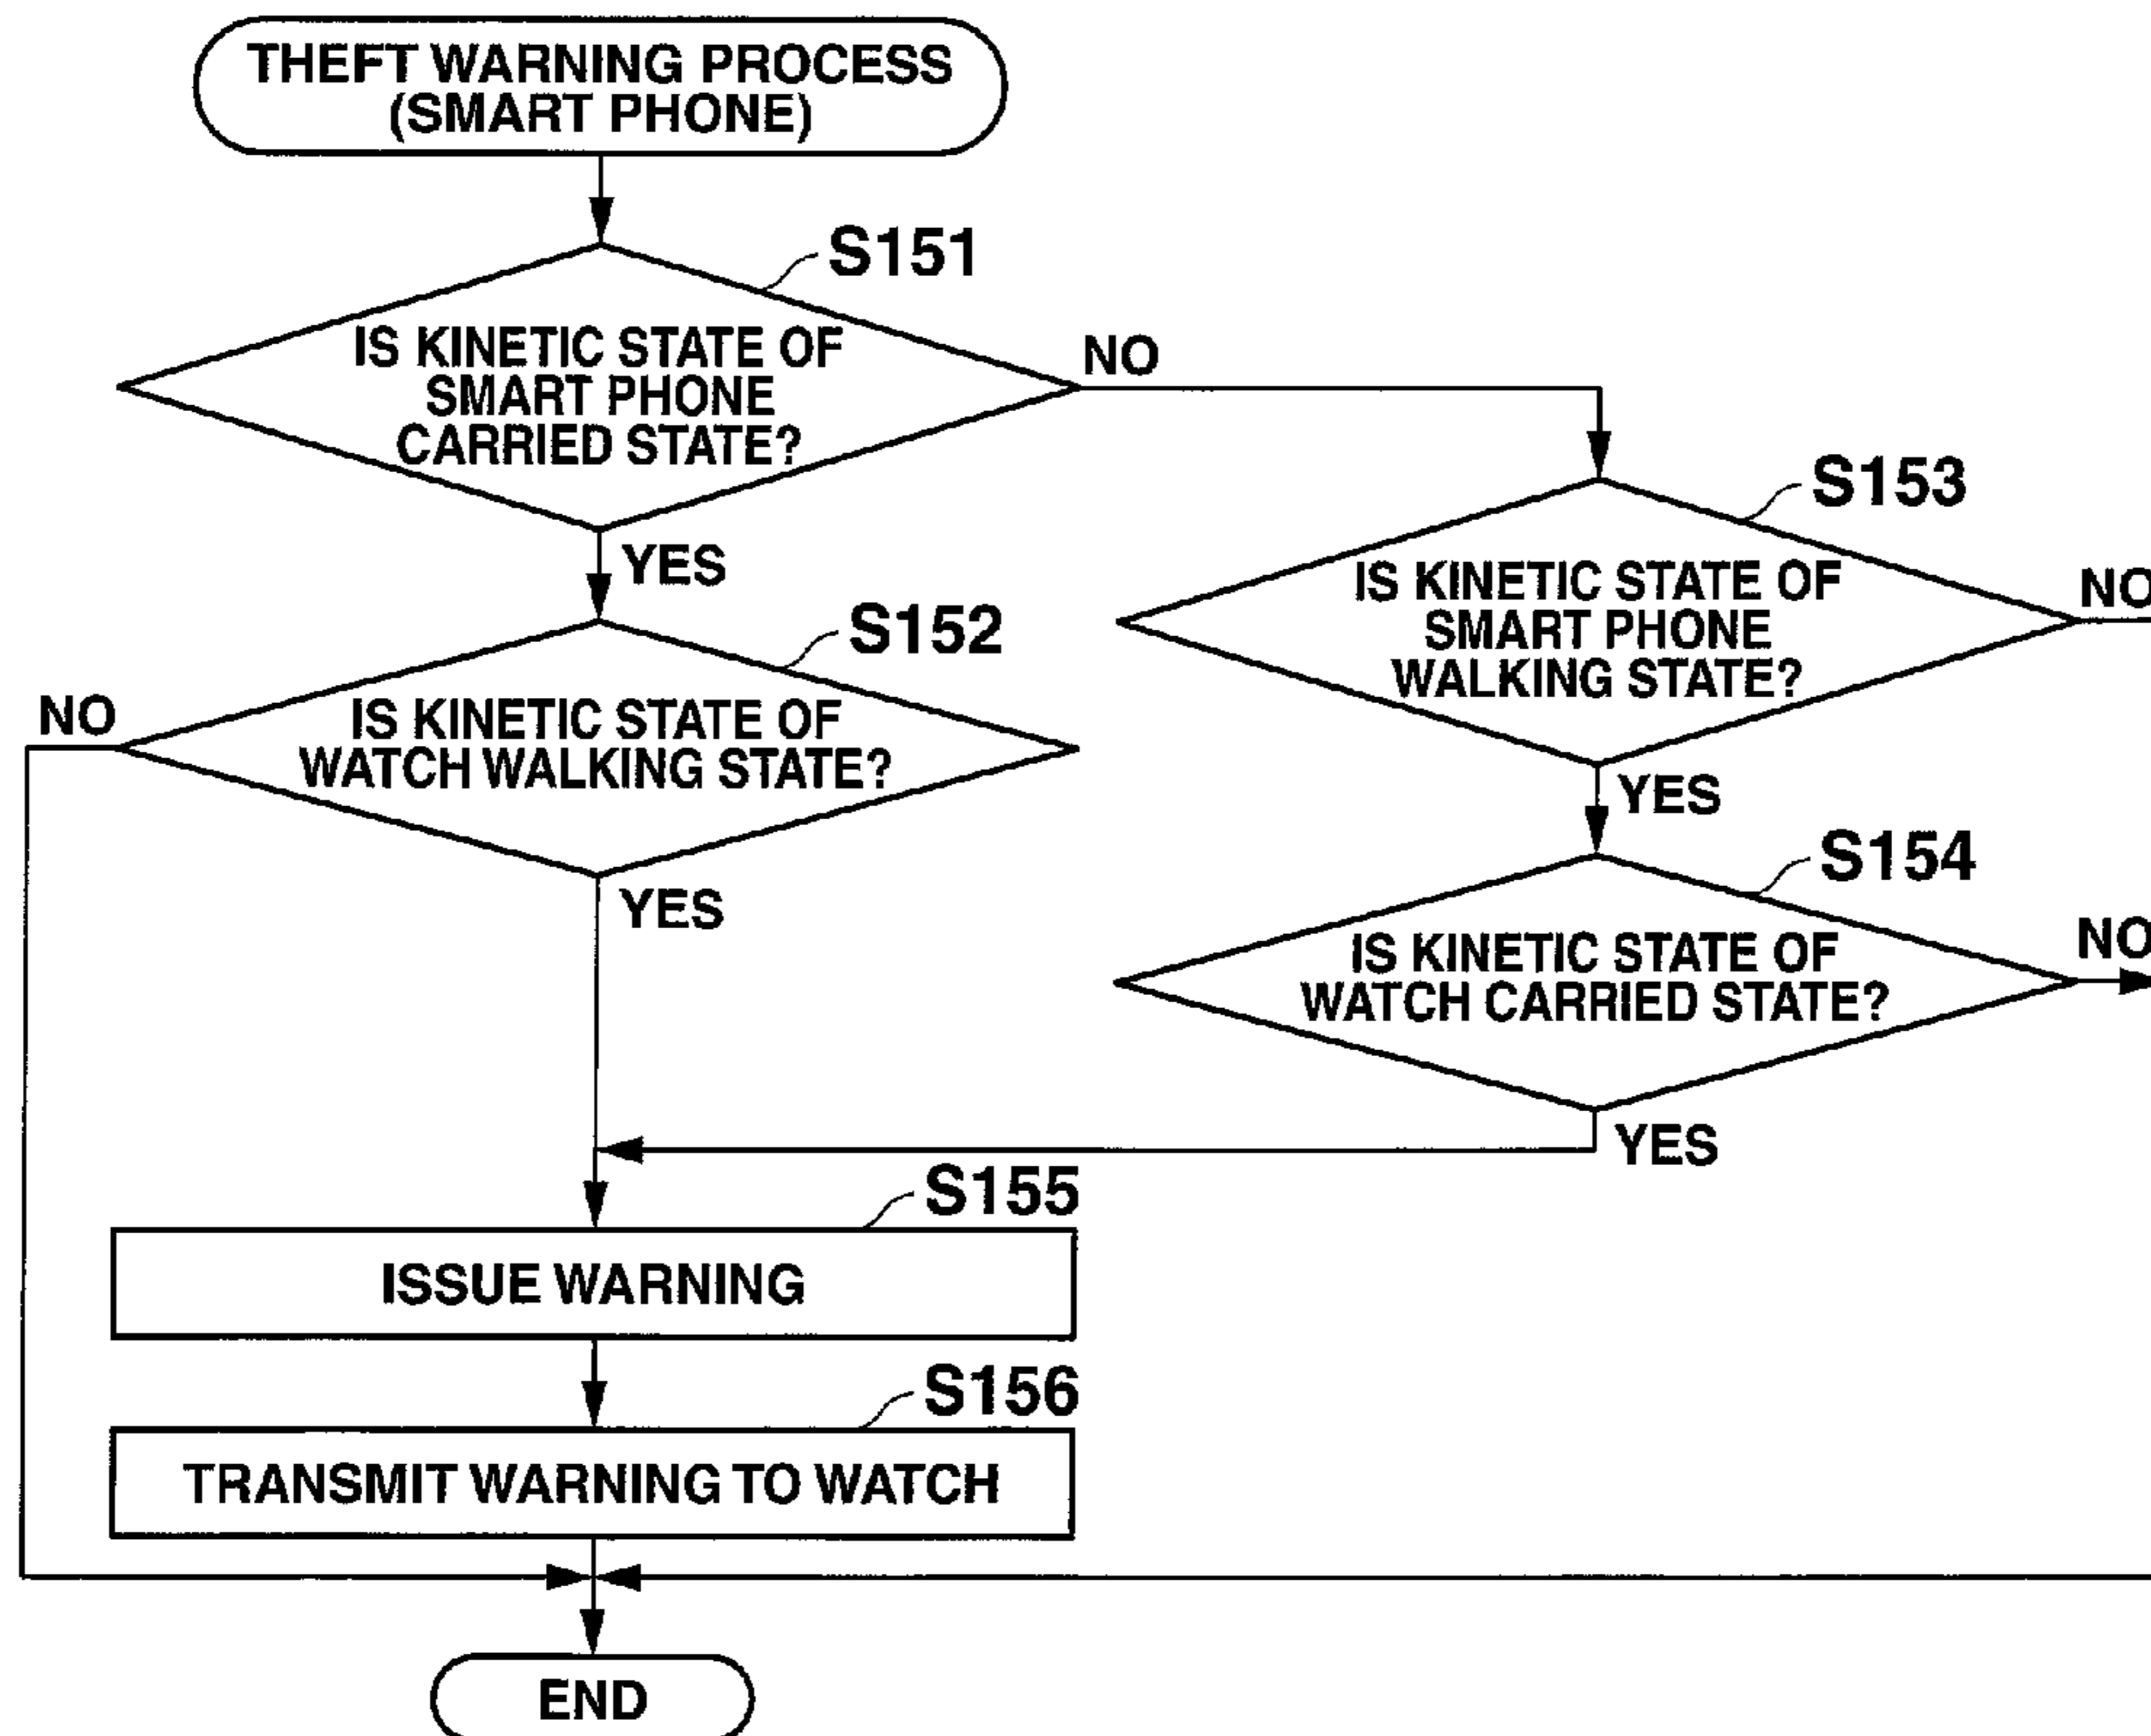 THEFT WARNING PROCESS
(SMART PHONE)
S151
IS KINETIC STATE OF
SMART PHONE
CARRIED STATE?
NO
YES
S153
IS KINETIC STATE OF
SMART PHONE
WALKING STATE?
NO
YES
S152
IS KINETIC STATE OF
WATCH WALKING STATE?
NO
YES
S154
IS KINETIC STATE OF
WATCH CARRIED STATE?
NO
YES
S155
ISSUE WARNING
S156
TRANSMIT WARNING TO WATCH
END